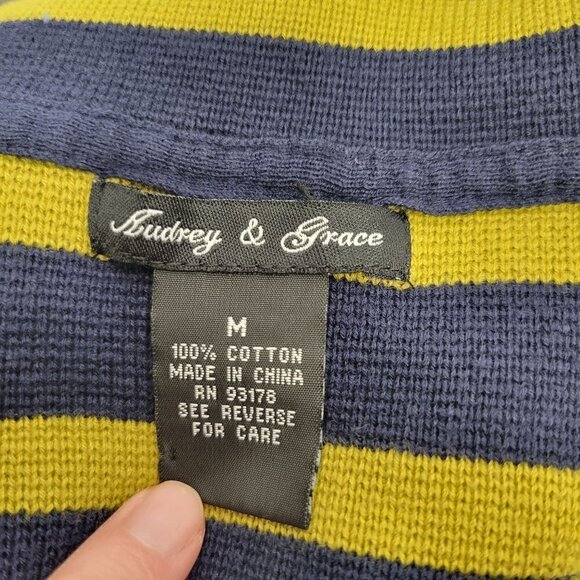 Audrey & Grace
M
100% COTTON
MADE IN CHINA
RN 93178
SEE REVERSE
FOR CARE